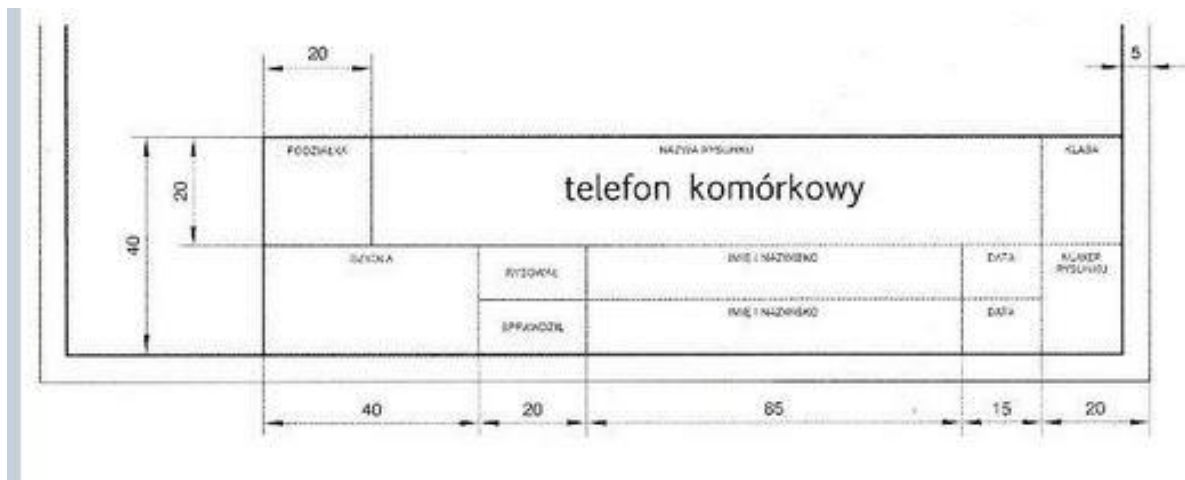 20
5
PODZIAŁKA
NAZWA RYSUNKU
KLASA
telefon komórkowy
20
40
SZKOŁA
RYSOWAŁ
IMIĘ I NAZWISKO
DATA
NUMER
RYSUNKU
SPRAWDZIŁ
IMIĘ I NAZWISKO
DATA
40
20
65
15
20